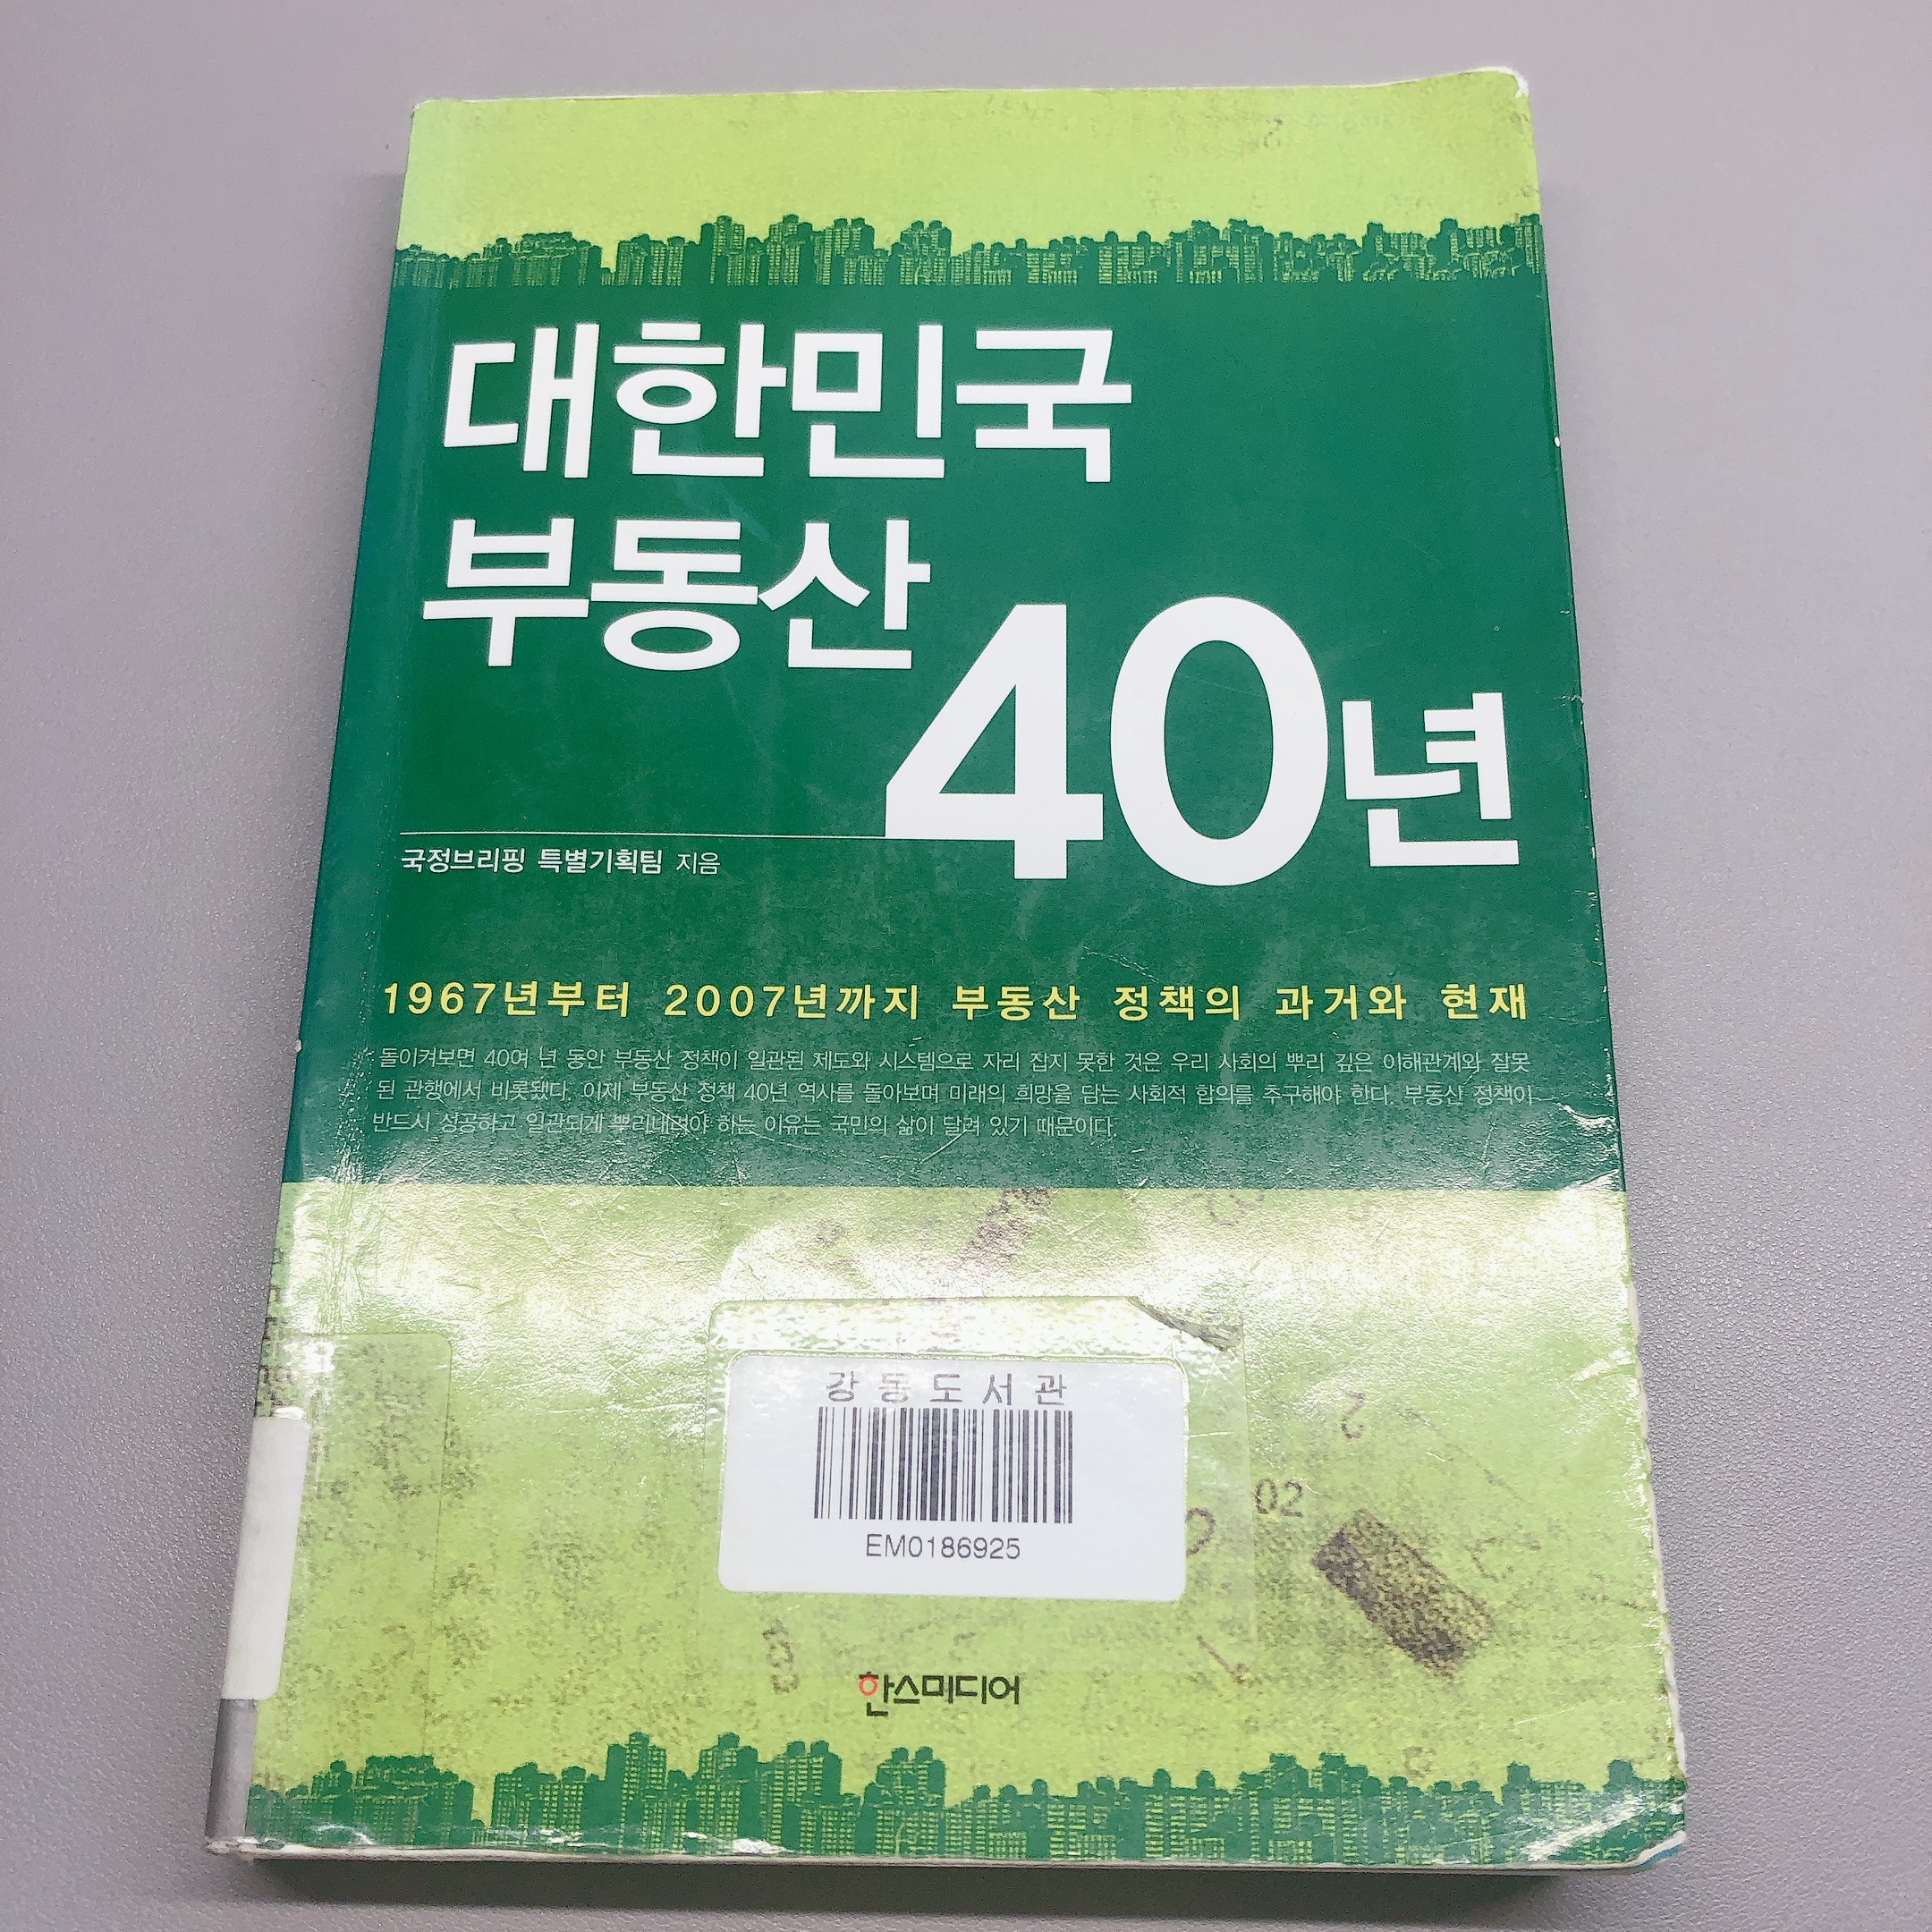 대한민국
부동산
40년
국정브리핑 특별기획팀 지음
1967년부터 2007년까지 부동산 정책의 과거와 현재
돌이켜보면 40여 년 동안 부동산 정책이 일관된 제도와 시스템으로 자리 잡지 못한 것은 우리 사회의 뿌리 깊은 이해관계와 잘못
된 관행에서 비롯됐다. 이제 부동산 정책 40년 역사를 돌아보며 미래의 희망을 담는 사회적 합의를 추구해야 한다. 부동산 정책이
반드시 성공하고 일관되게 뿌리내려야 하는 이유는 국민의 삶이 달려 있기 때문이다.
강동도서관
EM0186925
2
02
한스미디어